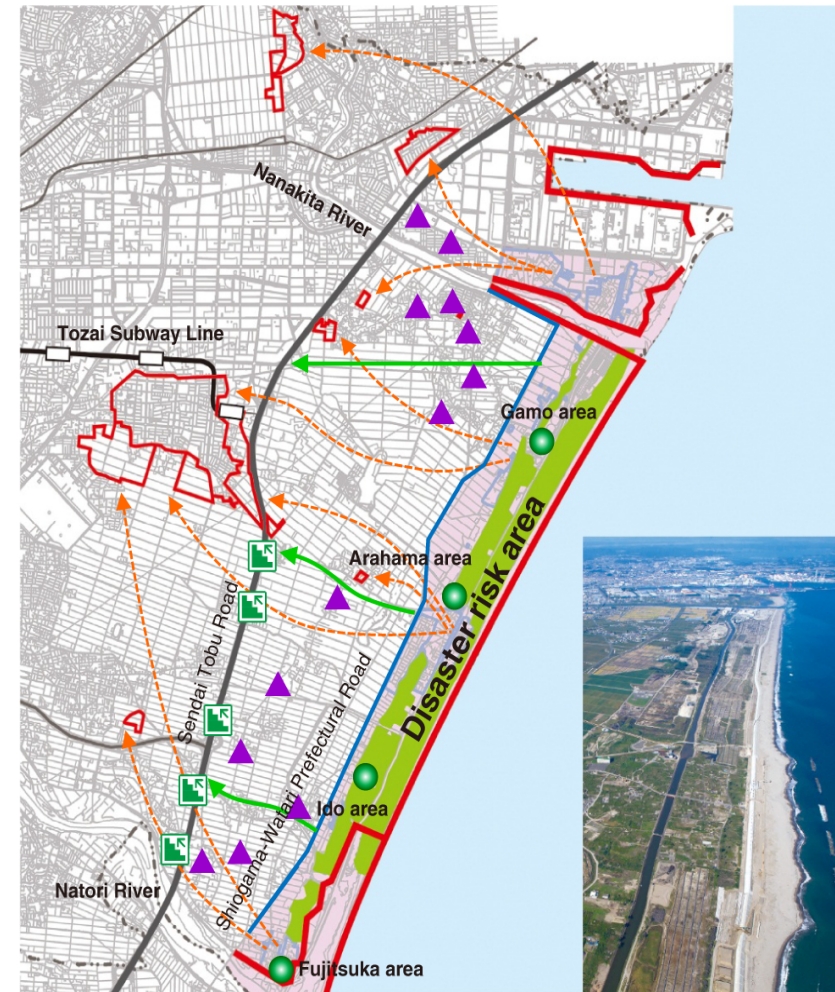 Nanakita River
Tozai Subway Line
Gamo area
Arahama area
Disaster risk area
Sendai Tobu Road
Shiogama-Watari Prefectural Road
Ido area
Natori River
Fujitsuka area